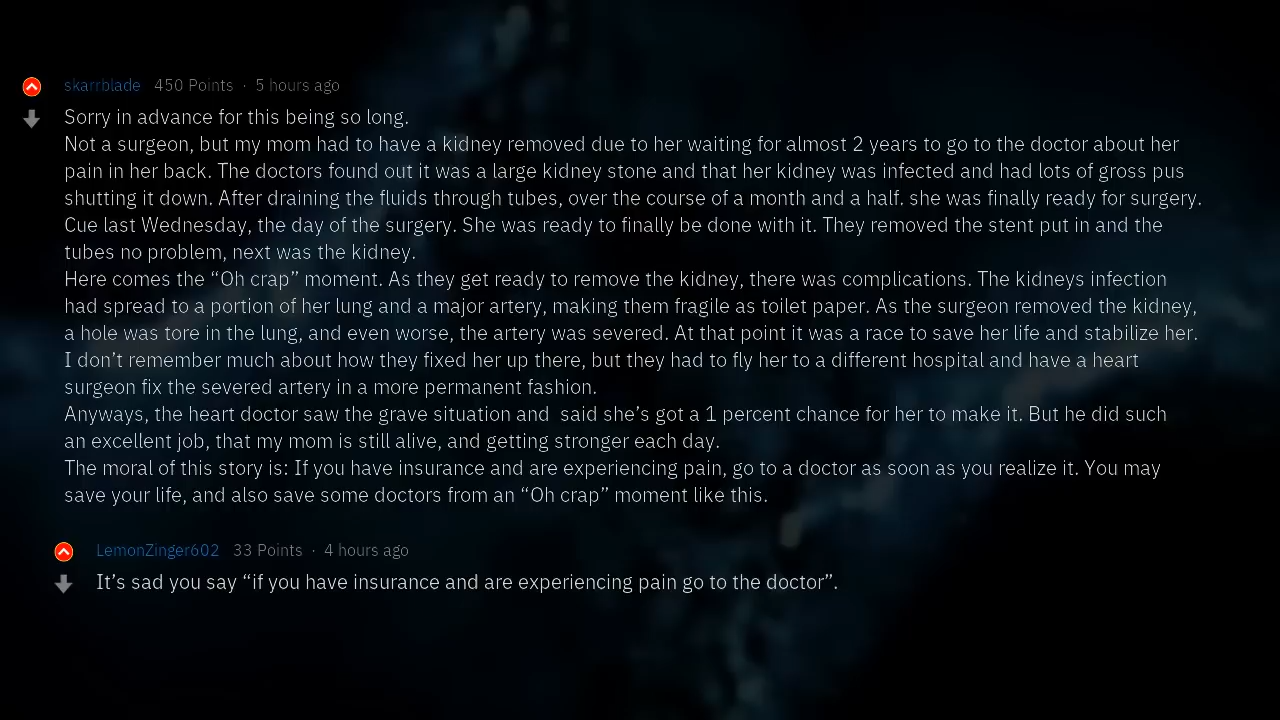 skarrblade 450 Points · 5 hours ago
Sorry in advance for this being so long.
Not a surgeon, but my mom had to have a kidney removed due to her waiting for almost 2 years to go to the doctor about her
pain in her back. The doctors found out it was a large kidney stone and that her kidney was infected and had lots of gross pus
shutting it down. After draining the fluids through tubes, over the course of a month and a half. she was finally ready for surgery.
Cue last Wednesday, the day of the surgery. She was ready to finally be done with it. They removed the stent put in and the
tubes no problem, next was the kidney.
Here comes the “Oh crap” moment. As they get ready to remove the kidney, there was complications. The kidneys infection
had spread to a portion of her lung and a major artery, making them fragile as toilet paper. As the surgeon removed the kidney,
a hole was tore in the lung, and even worse, the artery was severed. At that point it was a race to save her life and stabilize her.
I don’t remember much about how they fixed her up there, but they had to fly her to a different hospital and have a heart
surgeon fix the severed artery in a more permanent fashion.
Anyways, the heart doctor saw the grave situation and  said she’s got a 1 percent chance for her to make it. But he did such
an excellent job, that my mom is still alive, and getting stronger each day.
The moral of this story is: If you have insurance and are experiencing pain, go to a doctor as soon as you realize it. You may
save your life, and also save some doctors from an “Oh crap” moment like this.
LemonZinger602 33 Points · 4 hours ago
It’s sad you say “if you have insurance and are experiencing pain go to the doctor”.